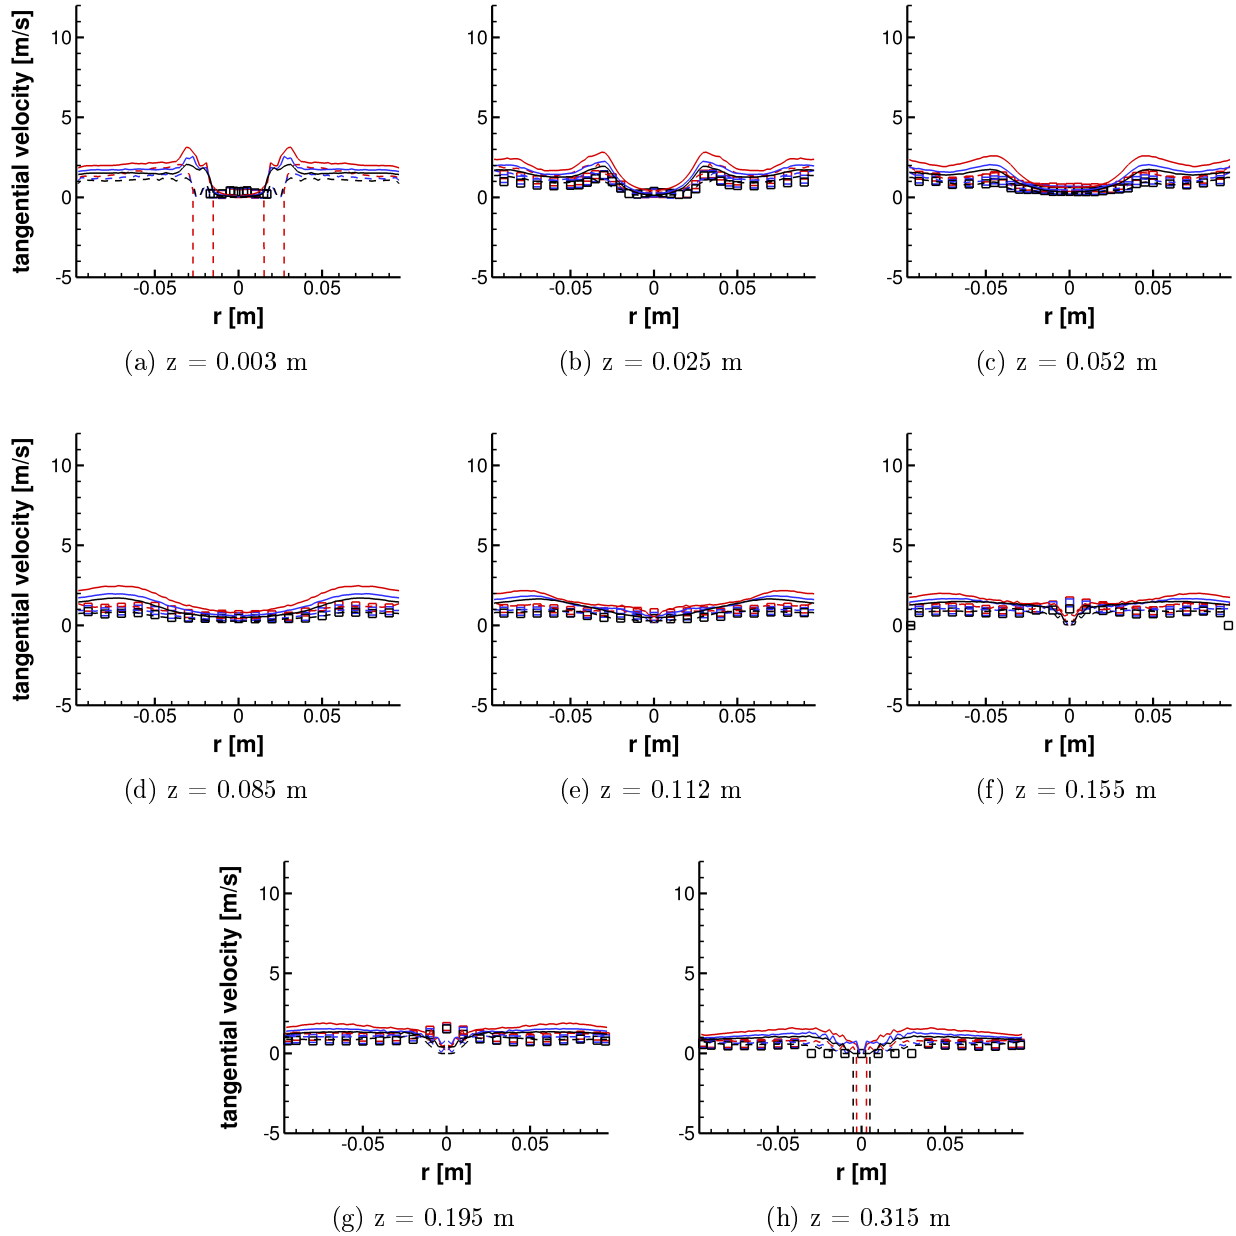 tangential velocity [m/s]
10
5
0
-5
-0.05 0 0.05
r [m]
(a) z = 0.003 m
10
5
0
-5
-0.05 0 0.05
r [m]
(b) z = 0.025 m
10
5
0
-5
-0.05 0 0.05
r [m]
(c) z = 0.052 m
tangential velocity [m/s]
10
5
0
-5
-0.05 0 0.05
r [m]
(d) z = 0.085 m
10
5
0
-5
-0.05 0 0.05
r [m]
(e) z = 0.112 m
10
5
0
-5
-0.05 0 0.05
r [m]
(f) z = 0.155 m
tangential velocity [m/s]
10
5
0
-5
-0.05 0 0.05
r [m]
(g) z = 0.195 m
10
5
0
-5
-0.05 0 0.05
r [m]
(h) z = 0.315 m